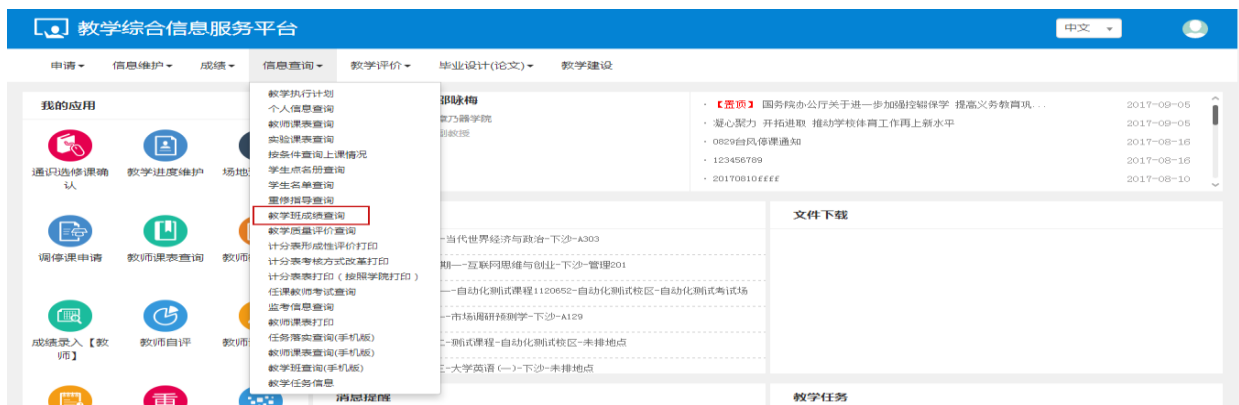 教学综合信息服务平台
中文
申请 信息维护 成绩 信息查询 教学评价 毕业设计(论文) 教学建设
我的应用
通识选修课确认
教学进度维护
调停课申请
教师课表查询
成绩录入【教师】
教师自评
教学执行计划
个人信息查询
教师课表查询
实验课表查询
按条件查询上课情况
学生点名册查询
学生名单查询
重修指导查询
教学班成绩查询
教学质量评价查询
计分表形成性评价打印
计分表考核方式改革打印
计分表表打印(按照学院打印)
任课教师考试查询
监考信息查询
教师课表打印
任务落实查询(手机版)
教师课表查询(手机版)
教学班查询(手机版)
教学任务信息
咏梅
章乃器学院
副教授
· 【置顶】国务院办公厅关于进一步加强控辍保学 提高义务教育巩... 2017-09-05
· 凝心聚力 开拓进取 推动学校体育工作再上新水平 2017-09-05
· 0829台风停课通知 2017-08-16
· 123456789 2017-08-16
· 20170810ffff 2017-08-10
-当代世界经济与政治-下沙-A303
期一-互联网思维与创业-下沙-管理201
--自动化测试课程1120652-自动化测试校区-自动化测试考试场
--市场调研预测学-下沙-A129
-测试课程-自动化测试校区-未排地点
-大学英语(一)-下沙-未排地点
文件下载
消息提醒
教学任务